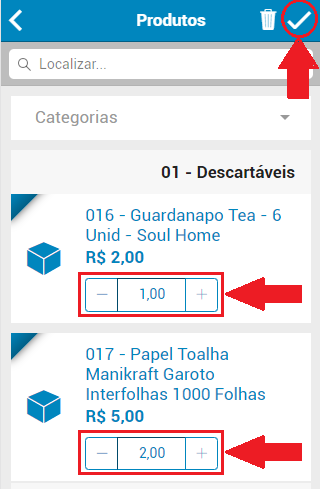 Produtos
Localizar...
Categorias
01 - Descartáveis
016 - Guardanapo Tea - 6
Unid - Soul Home
R$ 2,00
− 1,00 +
017 - Papel Toalha
Manikraft Garoto
Interfolhas 1000 Folhas
R$ 5,00
− 2,00 +